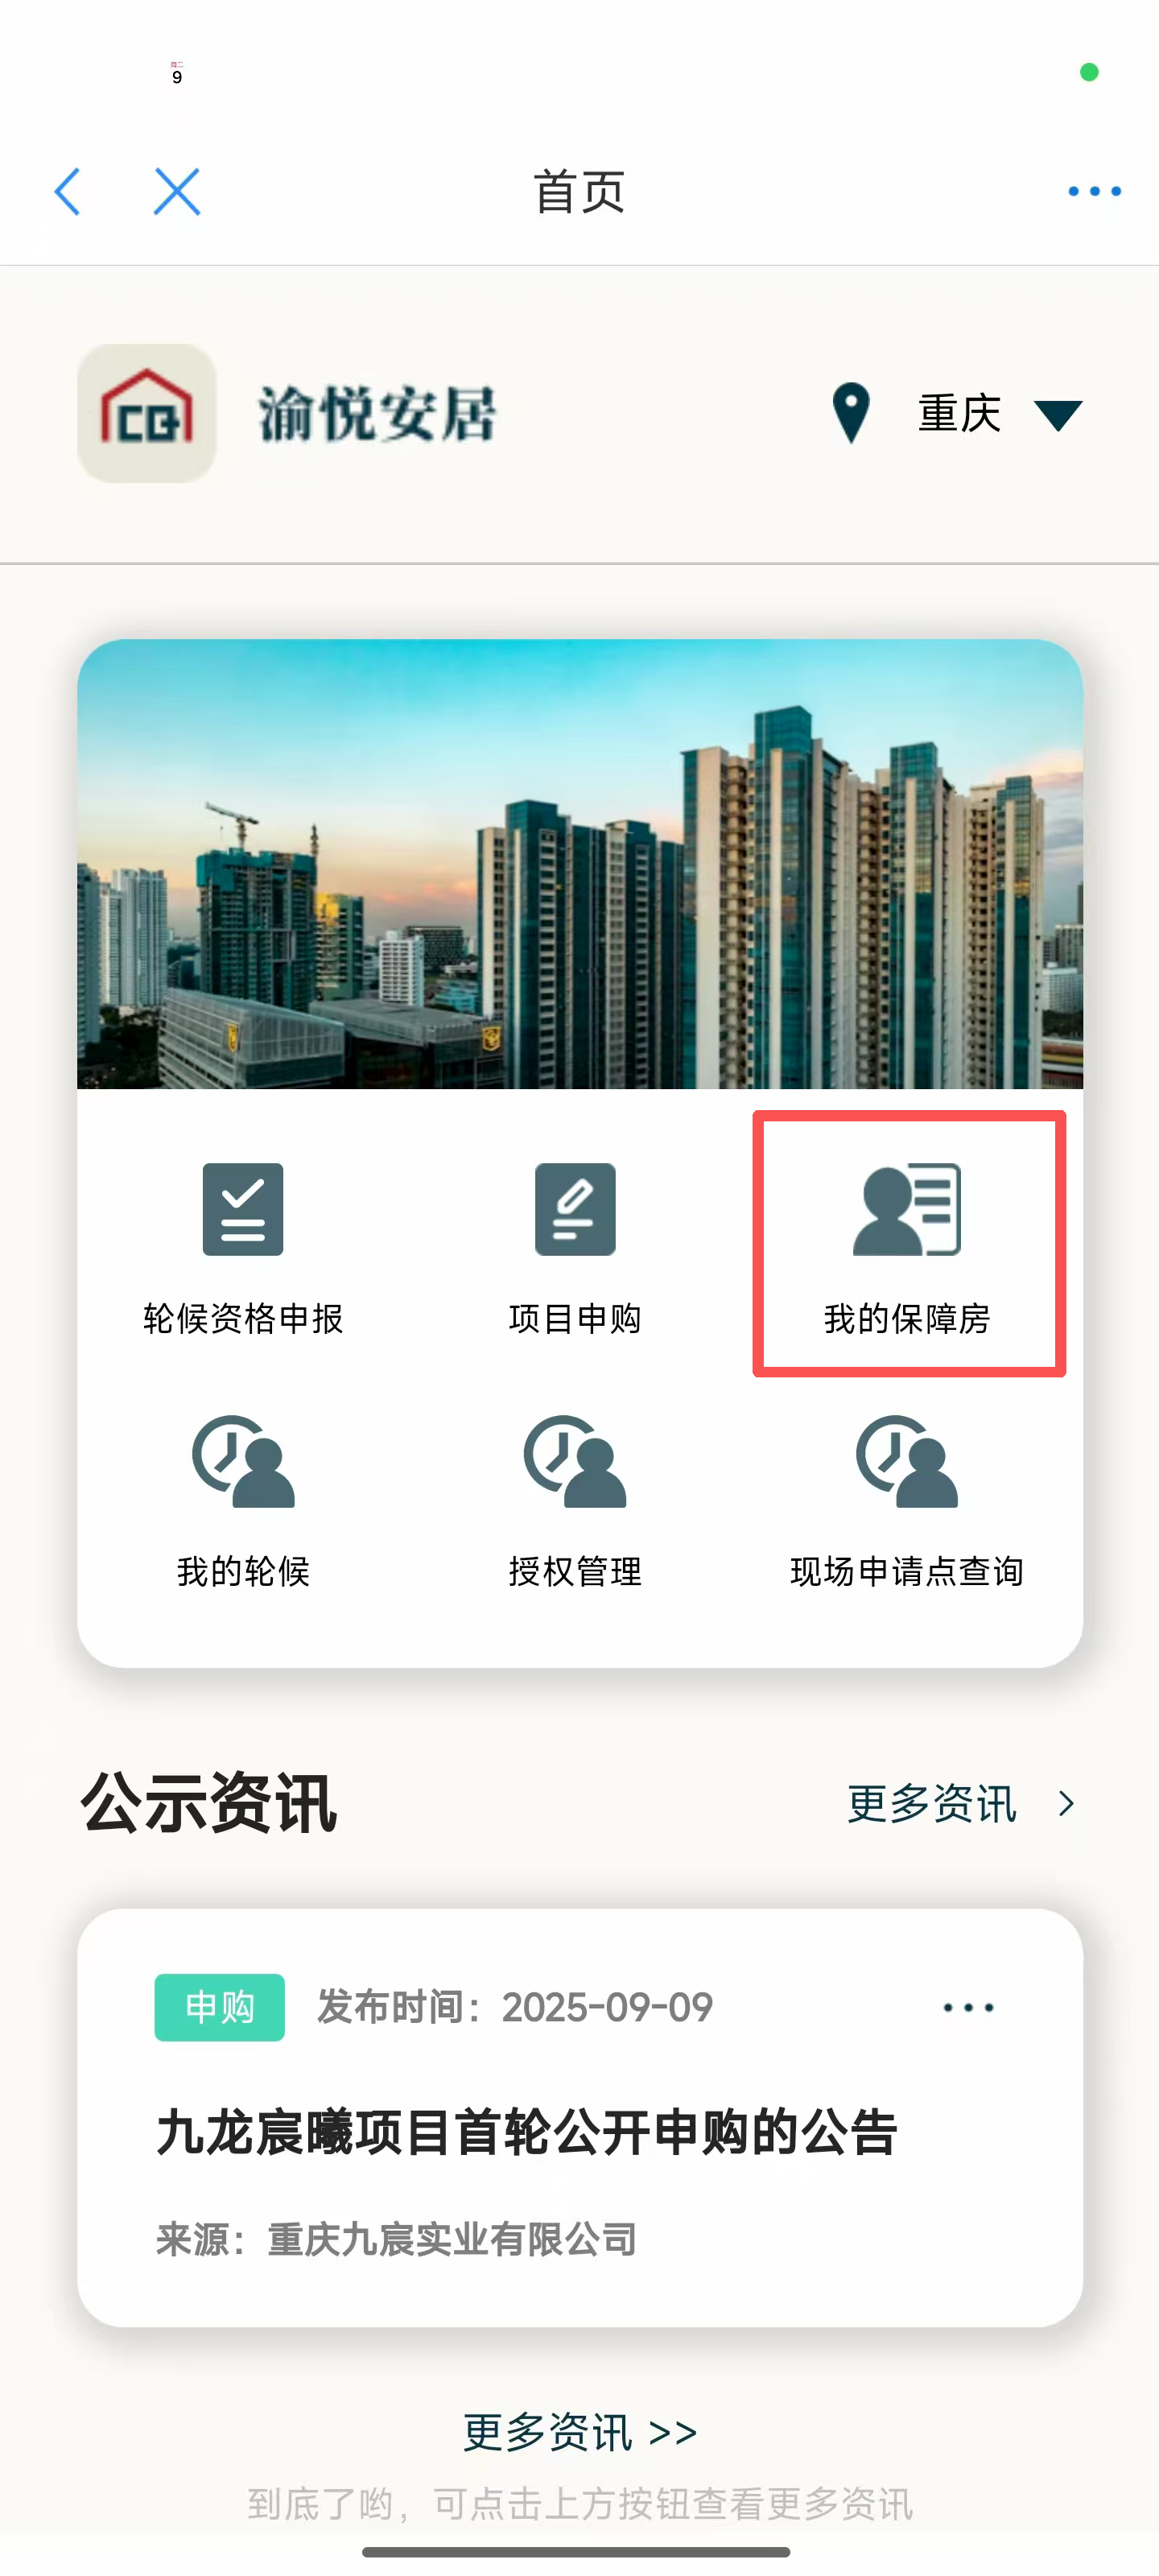 周二
9
首页
渝悦安居
重庆
轮候资格申报
项目申购
我的保障房
我的轮候
授权管理
现场申请点查询
公示资讯
更多资讯 >
申购
发布时间：2025-09-09
九龙宸曦项目首轮公开申购的公告
来源：重庆九宸实业有限公司
更多资讯 >>
到底了哟，可点击上方按钮查看更多资讯